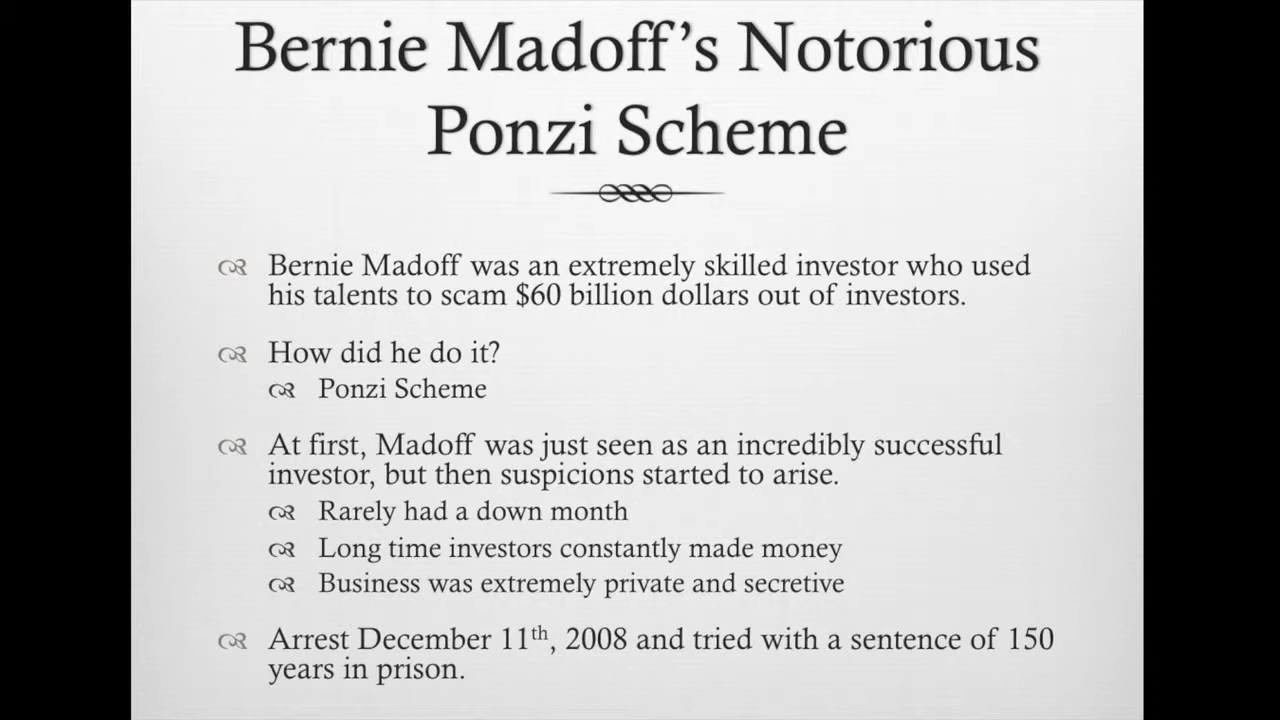 Bernie Madoff’s Notorious
Ponzi Scheme
Bernie Madoff was an extremely skilled investor who used
his talents to scam $60 billion dollars out of investors.
How did he do it?
Ponzi Scheme
At first, Madoff was just seen as an incredibly successful
investor, but then suspicions started to arise.
Rarely had a down month
Long time investors constantly made money
Business was extremely private and secretive
Arrest December 11th, 2008 and tried with a sentence of 150
years in prison.